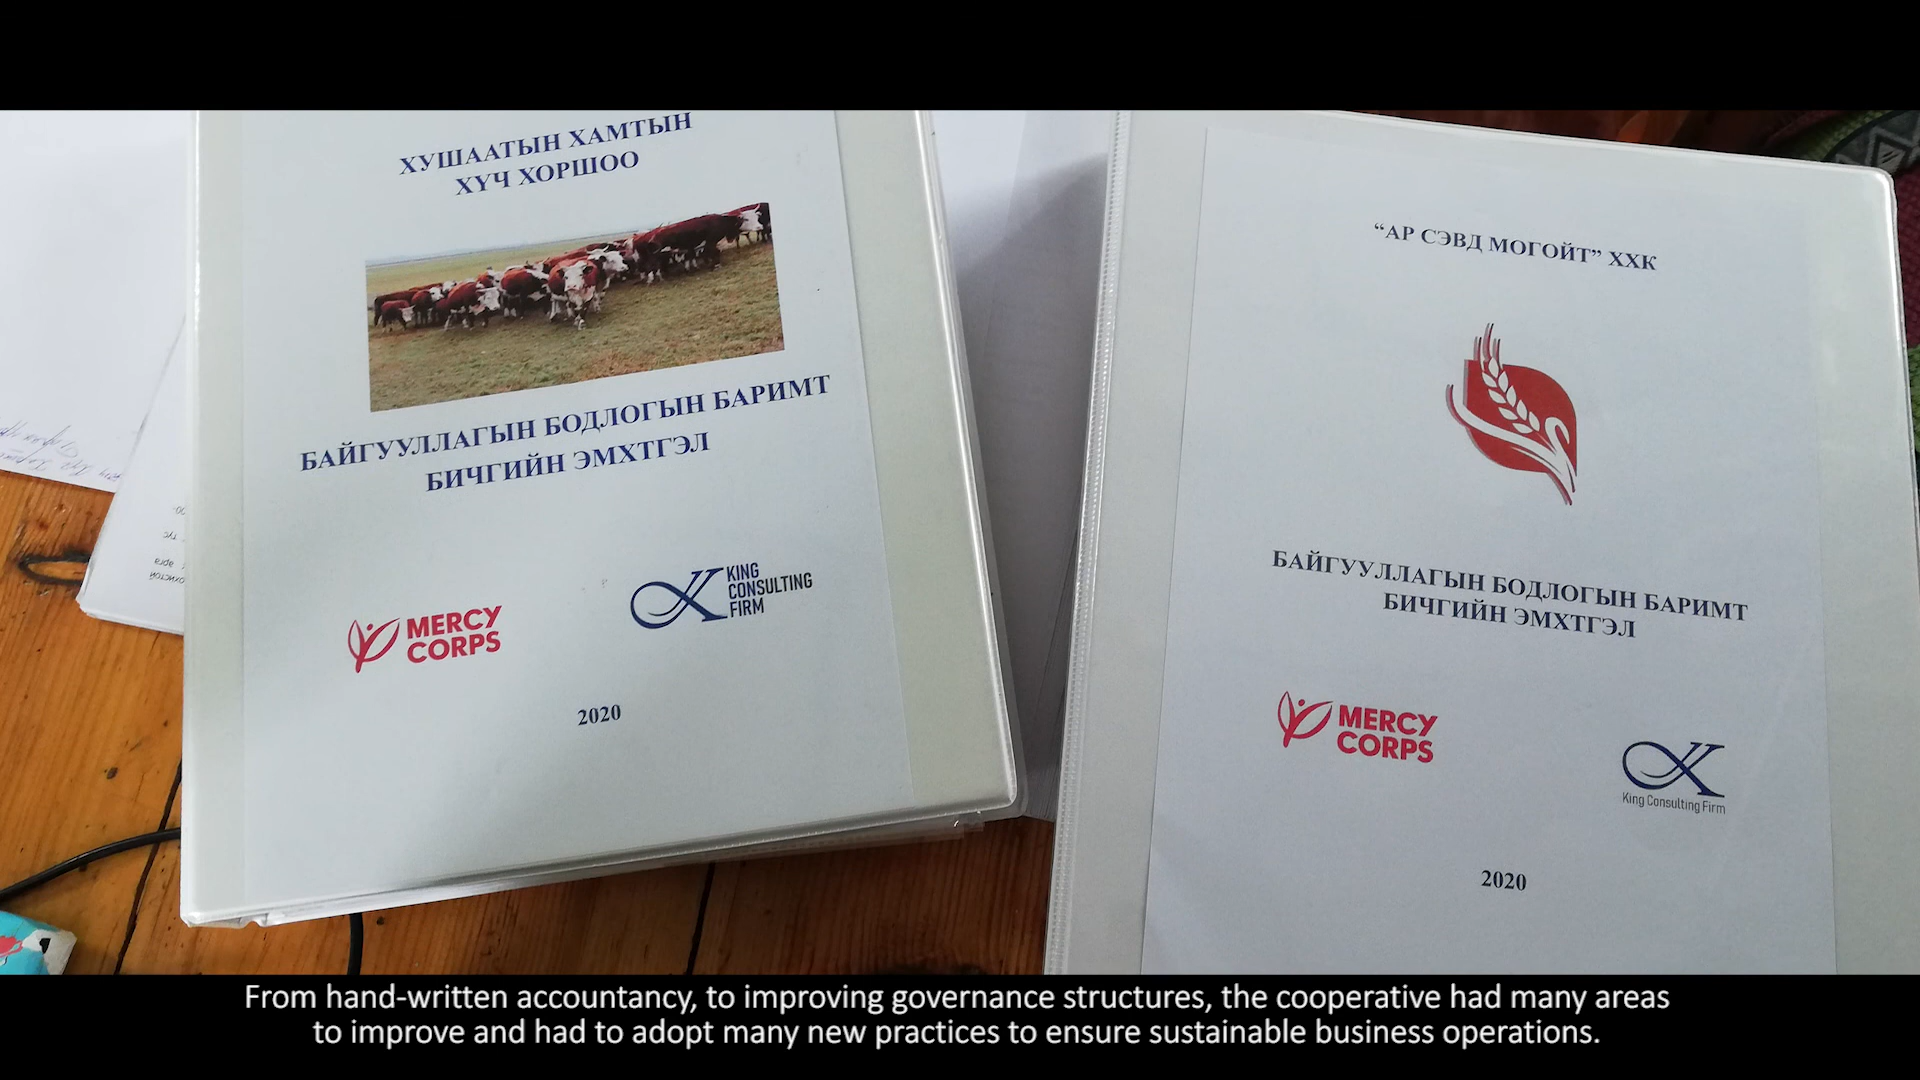 ХУШААТЫН ХАМТЫН
ХҮЧ ХОРШОО
БАЙГУУЛЛАГЫН БОДЛОГЫН БАРИМТ
БИЧГИЙН ЭМХТГЭЛ
MERCY
CORPS
KING
CONSULTING
FIRM
2020
“АР СЭВД МОГОЙТ” ХХК
БАЙГУУЛЛАГЫН БОДЛОГЫН БАРИМТ
БИЧГИЙН ЭМХТГЭЛ
MERCY
CORPS
King Consulting Firm
2020
From hand-written accountancy, to improving governance structures, the cooperative had many areas
to improve and had to adopt many new practices to ensure sustainable business operations.